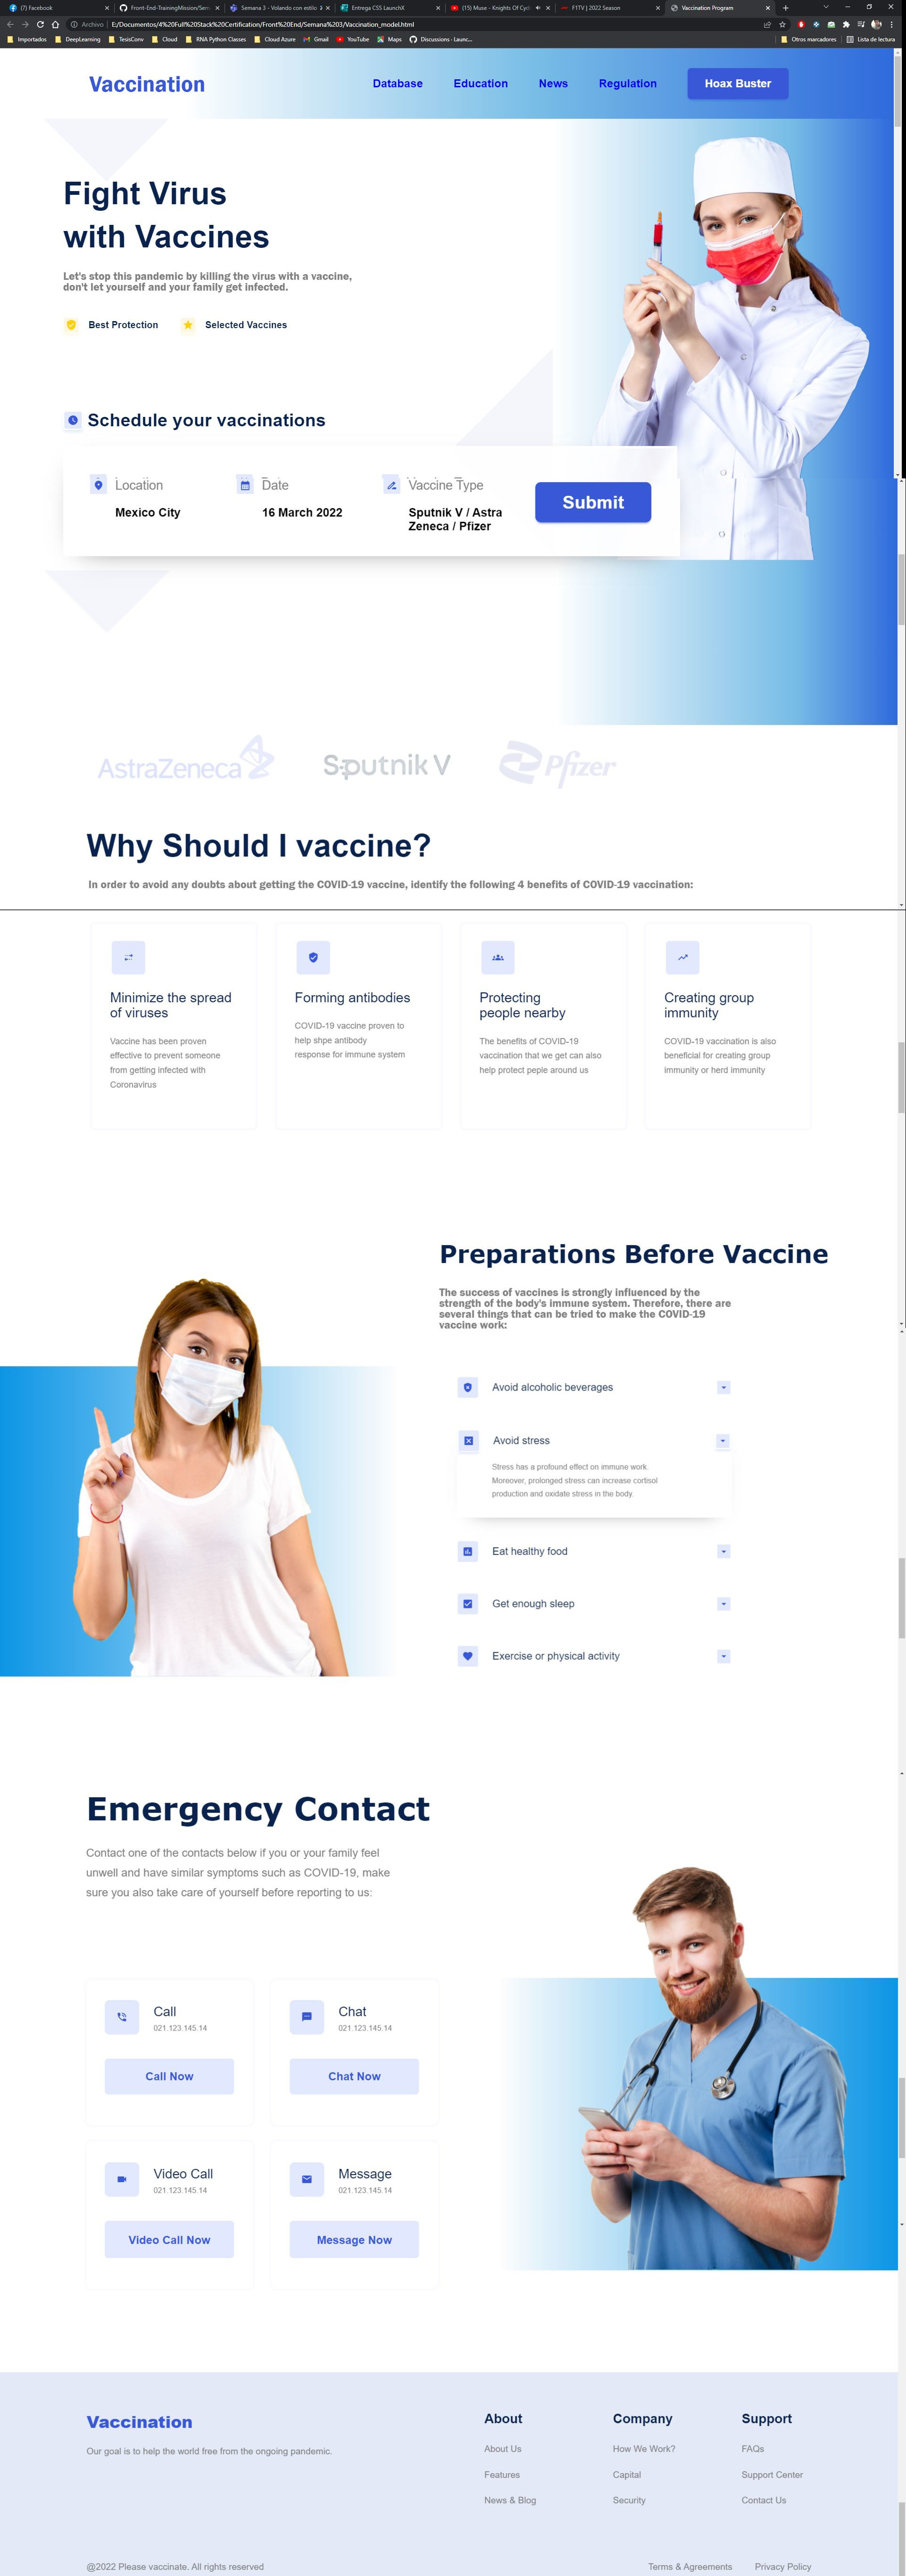 (7) Facebook
Front-End-TrainingMission/Sem
Semana 3 - Volando con estilo
Entrega CSS LaunchX
(15) Muse - Knights Of Cyd
F1TV | 2022 Season
Vaccination Program
Archivo E:/Documentos/4%20Full%20Stack%20Certification/Front%20End/Semana%203/Vaccination_model.html
Importados DeepLearning TesisConv Cloud RNA Python Classes Cloud Azure Gmail YouTube Maps Discussions · Launc... Otros marcadores Lista de lectura
Vaccination
Database Education News Regulation Hoax Buster
Fight Virus
with Vaccines
Let's stop this pandemic by killing the virus with a vaccine,
don't let yourself and your family get infected.
Best Protection Selected Vaccines
Schedule your vaccinations
Location Date Vaccine Type
Mexico City 16 March 2022 Sputnik V / Astra
Zeneca / Pfizer
Submit
AstraZeneca Sputnik V Pfizer
Why Should I vaccine?
In order to avoid any doubts about getting the COVID-19 vaccine, identify the following 4 benefits of COVID-19 vaccination:
Minimize the spread
of viruses
Vaccine has been proven
effective to prevent someone
from getting infected with
Coronavirus
Forming antibodies
COVID-19 vaccine proven to
help shpe antibody
response for immune system
Protecting
people nearby
The benefits of COVID-19
vaccination that we get can also
help protect peple around us
Creating group
immunity
COVID-19 vaccination is also
beneficial for creating group
immunity or herd immunity
Preparations Before Vaccine
The success of vaccines is strongly influenced by the
strength of the body's immune system. Therefore, there are
several things that can be tried to make the COVID-19
vaccine work:
Avoid alcoholic beverages
Avoid stress
Stress has a profound effect on immune work.
Moreover, prolonged stress can increase cortisol
production and oxidate stress in the body.
Eat healthy food
Get enough sleep
Exercise or physical activity
Emergency Contact
Contact one of the contacts below if you or your family feel
unwell and have similar symptoms such as COVID-19, make
sure you also take care of yourself before reporting to us:
Call
021.123.145.14
Call Now
Chat
021.123.145.14
Chat Now
Video Call
021.123.145.14
Video Call Now
Message
021.123.145.14
Message Now
Vaccination
Our goal is to help the world free from the ongoing pandemic.
About
About Us
Features
News & Blog
Company
How We Work?
Capital
Security
Support
FAQs
Support Center
Contact Us
@2022 Please vaccinate. All rights reserved
Terms & Agreements Privacy Policy